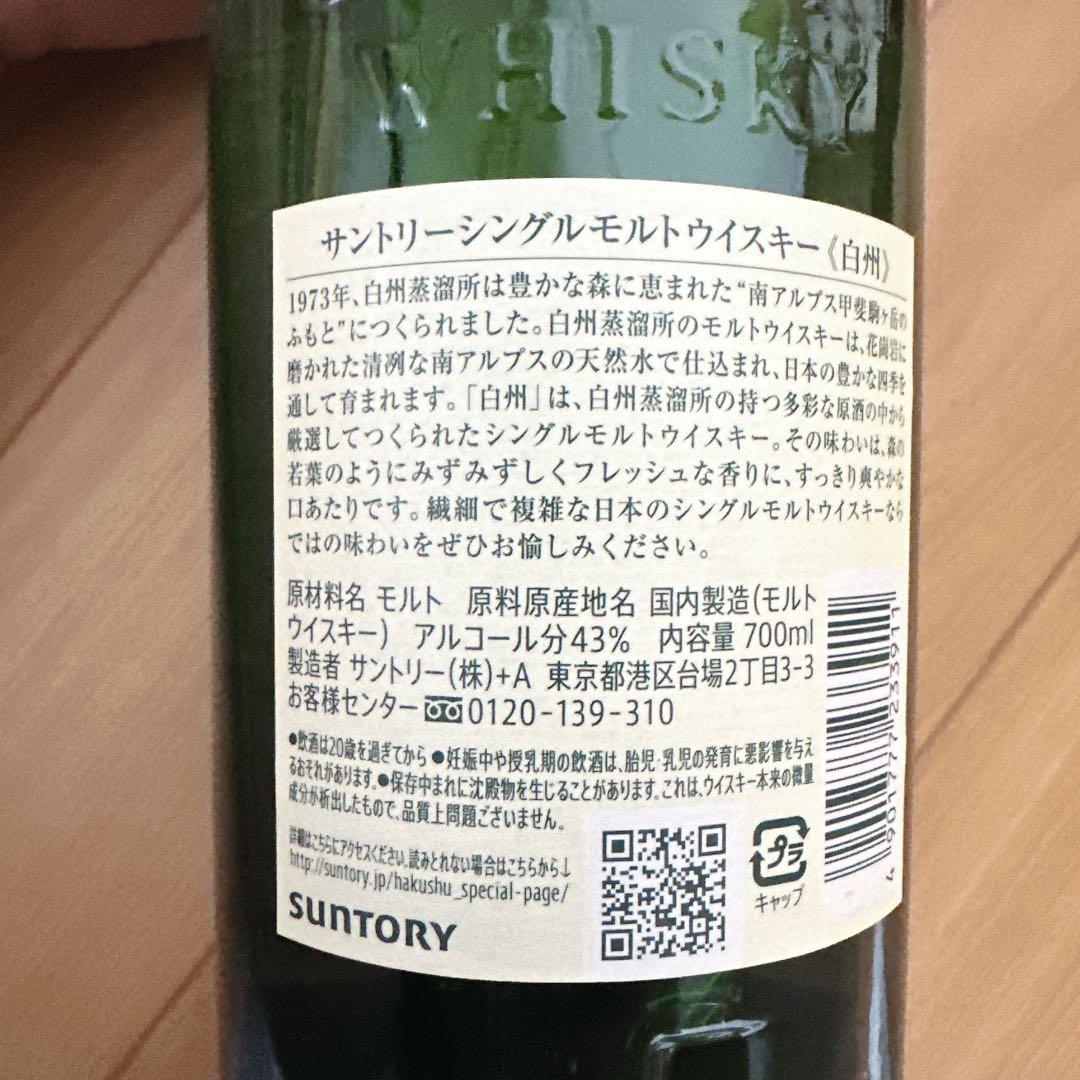 WHISKY
サントリーシングルモルトウイスキー《白州》
1973年、白州蒸溜所は豊かな森に恵まれた“南アルプス甲斐駒ヶ岳の
ふもと”につくられました。白州蒸溜所のモルトウイスキーは、花崗岩に
磨かれた清冽な南アルプスの天然水で仕込まれ、日本の豊かな四季を
通して育まれます。「白州」は、白州蒸溜所の持つ多彩な原酒の中から
厳選してつくられたシングルモルトウイスキー。その味わいは、森の
若葉のようにみずみずしくフレッシュな香りに、すっきり爽やかな
口あたりです。繊細で複雑な日本のシングルモルトウイスキーなら
ではの味わいをぜひお愉しみください。
原材料名 モルト 原料原産地名 国内製造(モルト
ウイスキー) アルコール分43% 内容量700ml
製造者 サントリー(株)+A 東京都港区台場2丁目3-3
お客様センター 0120-139-310
●飲酒は20歳を過ぎてから ●妊娠中や授乳期の飲酒は、胎児・乳児の発育に悪影響を与え
るおそれがあります。●保存中まれに沈殿物を生じることがあります。これは、ウイスキー本来の微量
成分が析出したもので、品質上問題ございません。
詳細はこちらにアクセスください。読みとれない場合はこちらから↓
http://suntory.jp/hakushu_special-page/
SUNTORY
プラ
キャップ
4 901777 233911